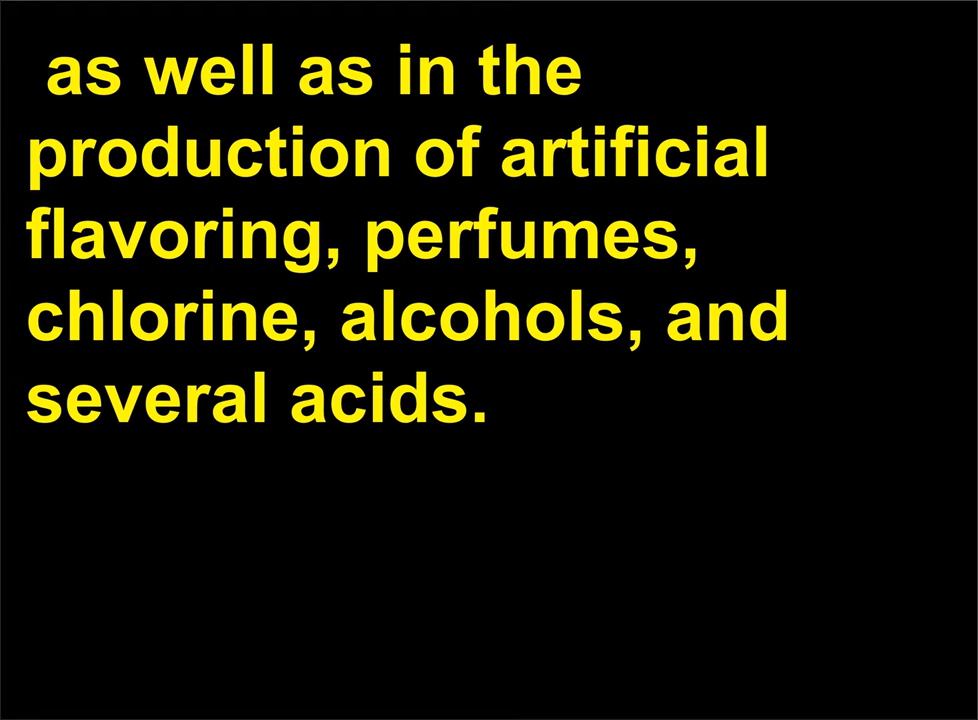 as well as in the
production of artificial
flavoring, perfumes,
chlorine, alcohols, and
several acids.